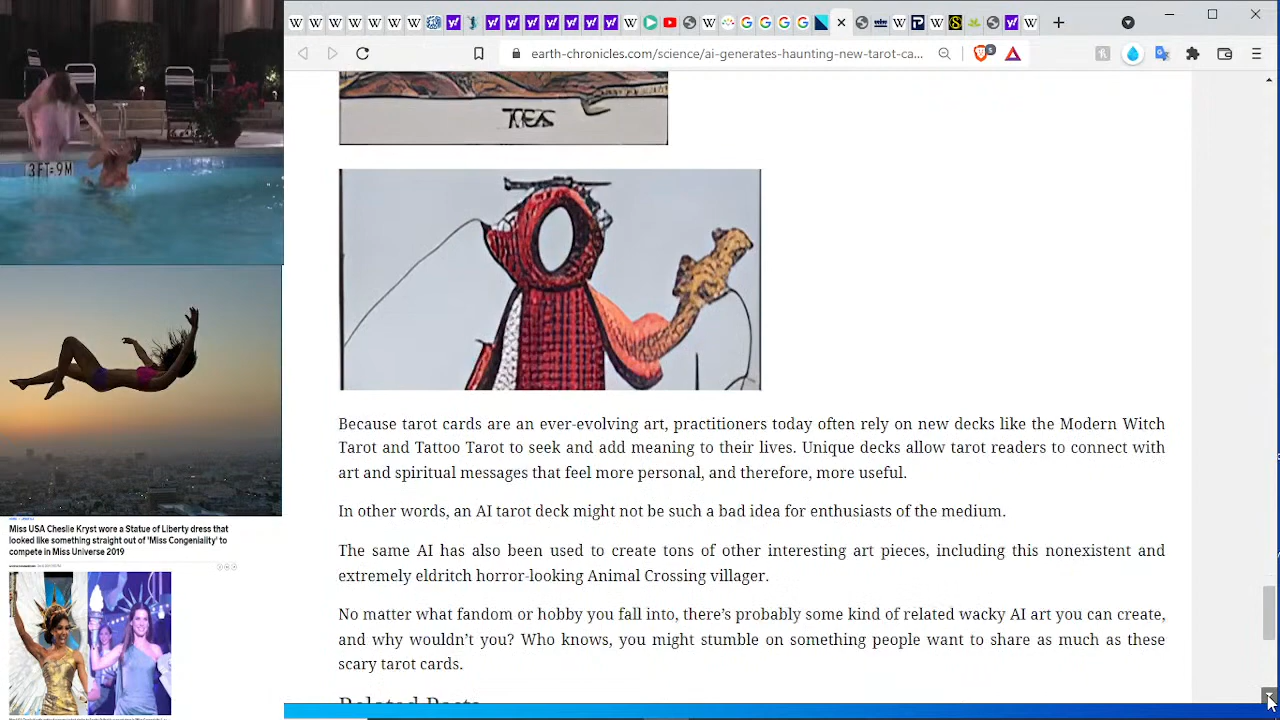 earth-chronicles.com/science/ai-generates-haunting-new-tarot-ca...
3FT=9M
Miss USA Cheslie Kryst wore a Statue of Liberty dress that
looked like something straight out of 'Miss Congeniality' to
compete in Miss Universe 2019
Because tarot cards are an ever-evolving art, practitioners today often rely on new decks like the Modern Witch
Tarot and Tattoo Tarot to seek and add meaning to their lives. Unique decks allow tarot readers to connect with
art and spiritual messages that feel more personal, and therefore, more useful.
In other words, an AI tarot deck might not be such a bad idea for enthusiasts of the medium.
The same AI has also been used to create tons of other interesting art pieces, including this nonexistent and
extremely eldritch horror-looking Animal Crossing villager.
No matter what fandom or hobby you fall into, there's probably some kind of related wacky AI art you can create,
and why wouldn't you? Who knows, you might stumble on something people want to share as much as these
scary tarot cards.
Related Posts